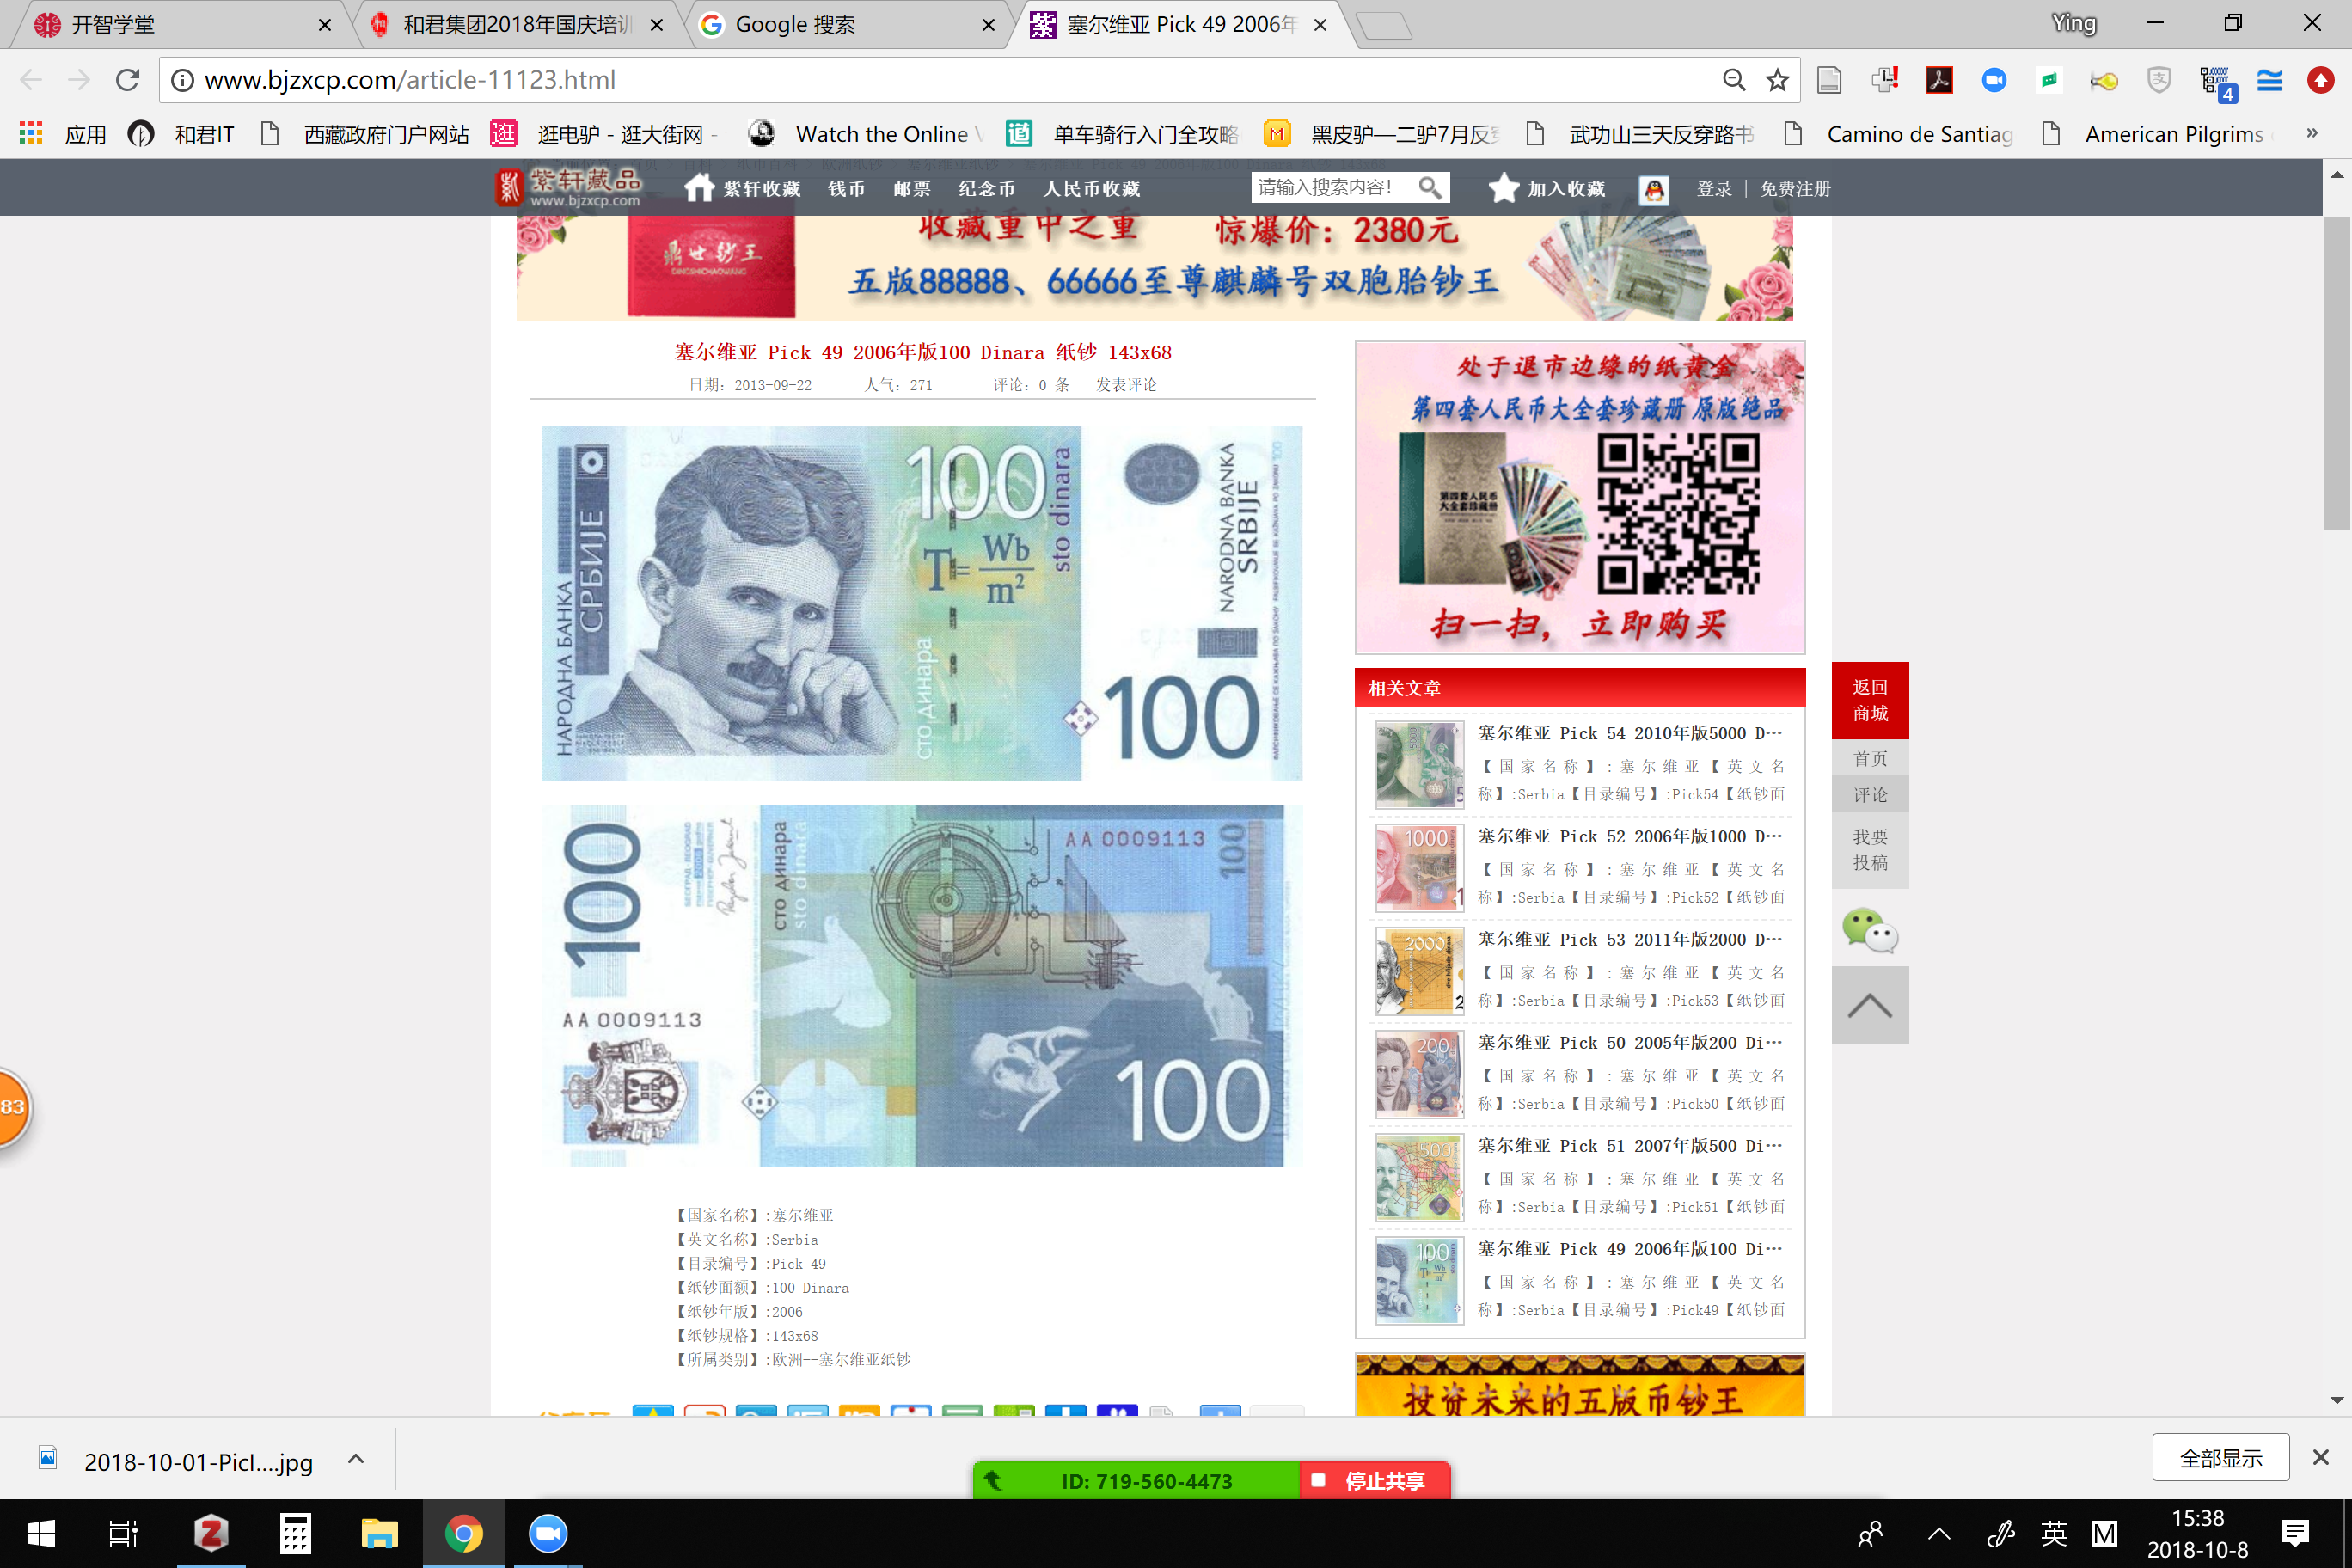 开智学堂
和君集团2018年国庆培训
Google 搜索
塞尔维亚 Pick 49 2006年
Ying
www.bjzxcp.com/article-11123.html
4
应用
和君IT
西藏政府门户网站
逛
逛电驴 - 逛大街网 -
Watch the Online V
道
单车骑行入门全攻略
M
黑皮驴—二驴7月反穿
武功山三天反穿路书
Camino de Santiag
American Pilgrims
»
紫轩藏品
www.bjzxcp.com
紫轩收藏
钱币
邮票
纪念币
人民币收藏
请输入搜索内容!
加入收藏
登录 | 免费注册
收藏重中之重 惊爆价: 2380元
鼎世钞王
DINGSHICHAOWANG
五版88888、66666至尊麒麟号双胞胎钞王
塞尔维亚 Pick 49 2006年版100 Dinara 纸钞 143x68
日期: 2013-09-22 人气: 271 评论: 0 条 发表评论
НАРОДНА БАНКА
СРБИЈЕ
100
sto dinara
T= Wb/m²
сто динара
NARODNA BANKA
SRBIJE
100
100
сто динара
sto dinara
AA 0009113
100
AA 0009113
100
【国家名称】:塞尔维亚
【英文名称】:Serbia
【目录编号】:Pick 49
【纸钞面额】:100 Dinara
【纸钞年版】:2006
【纸钞规格】:143x68
【所属类别】:欧洲--塞尔维亚纸钞
处于退市边缘的纸黄金
第四套人民币大全套珍藏册 原版绝品
第四套人民币
大全套珍藏册
扫一扫, 立即购买
相关文章
塞尔维亚 Pick 54 2010年版5000 D···
【国家名称】:塞尔维亚【英文名
称】:Serbia【目录编号】:Pick54【纸钞面
塞尔维亚 Pick 52 2006年版1000 D···
【国家名称】:塞尔维亚【英文名
称】:Serbia【目录编号】:Pick52【纸钞面
塞尔维亚 Pick 53 2011年版2000 D···
【国家名称】:塞尔维亚【英文名
称】:Serbia【目录编号】:Pick53【纸钞面
塞尔维亚 Pick 50 2005年版200 Di···
【国家名称】:塞尔维亚【英文名
称】:Serbia【目录编号】:Pick50【纸钞面
塞尔维亚 Pick 51 2007年版500 Di···
【国家名称】:塞尔维亚【英文名
称】:Serbia【目录编号】:Pick51【纸钞面
塞尔维亚 Pick 49 2006年版100 Di···
【国家名称】:塞尔维亚【英文名
称】:Serbia【目录编号】:Pick49【纸钞面
投资未来的五版币钞王
返回
商城
首页
评论
我要
投稿
83
2018-10-01-Picl....jpg
全部显示
ID: 719-560-4473
停止共享
英
M
15:38
2018-10-8